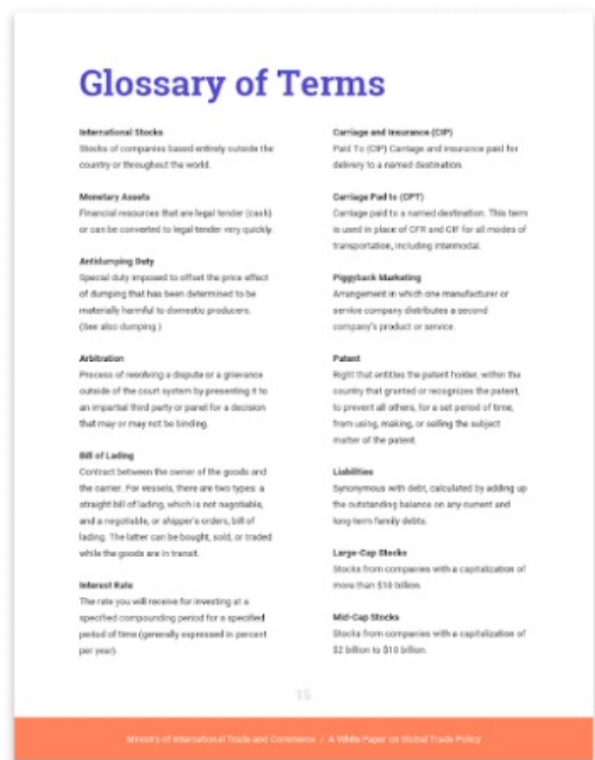 Glossary of Terms
International Stocks
Stocks of companies based entirely outside the
country or throughout the world.
Monetary Assets
Financial resources that are legal tender (cash)
or can be converted to legal tender very quickly.
Antidumping Duty
Special duty imposed to offset the price effect
of dumping that has been determined to be
materially harmful to domestic producers.
(See also dumping.)
Arbitration
Process of resolving a dispute or a grievance
outside of the court system by presenting it to
an impartial third party or panel for a decision
that may or may not be binding.
Bill of Lading
Contract between the owner of the goods and
the carrier. For vessels, there are two types: a
straight bill of lading, which is not negotiable,
and a negotiable, or shipper's orders, bill of
lading. The latter can be bought, sold, or traded
while the goods are in transit.
Interest Rate
The rate you will receive for investing at a
specified compounding period for a specified
period of time (generally expressed in percent
per year).
Carriage and Insurance (CIP)
Paid To (CIP) Carriage and insurance paid for
delivery to a named destination.
Carriage Paid to (CPT)
Carriage paid to a named destination. This term
is used in place of CFR and CIF for all modes of
transportation, including intermodal.
Piggyback Marketing
Arrangement in which one manufacturer or
service company distributes a second
company's product or service.
Patent
Right that entitles the patent holder, within the
country that granted or recognizes the patent,
to prevent all others, for a set period of time,
from using, making, or selling the subject
matter of the patent.
Liabilities
Synonymous with debt, calculated by adding up
the outstanding balance on any current and
long-term family debts.
Large-Cap Stocks
Stocks from companies with a capitalization of
more than $10 billion.
Mid-Cap Stocks
Stocks from companies with a capitalization of
$2 billion to $10 billion.
15
Ministry of International Trade and Commerce / A White Paper on Global Trade Policy